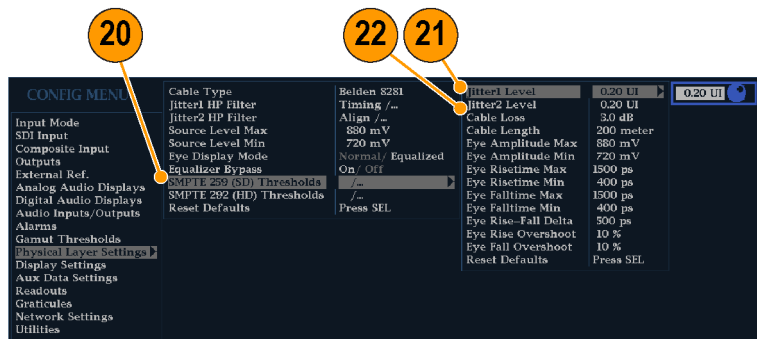 20
22
21
CONFIG MENU
Input Mode
SDI Input
Composite Input
Outputs
External Ref.
Analog Audio Displays
Digital Audio Displays
Audio Inputs/Outputs
Alarms
Gamut Thresholds
Physical Layer Settings
Display Settings
Aux Data Settings
Readouts
Graticules
Network Settings
Utilities
Cable Type Belden 8281
Jitter1 HP Filter Timing /...
Jitter2 HP Filter Align /...
Source Level Max 880 mV
Source Level Min 720 mV
Eye Display Mode Normal/ Equalized
Equalizer Bypass On/ Off
SMPTE 259 (SD) Thresholds /...
SMPTE 292 (HD) Thresholds /...
Reset Defaults Press SEL
Jitter1 Level 0.20 UI
Jitter2 Level 0.20 UI
Cable Loss 3.0 dB
Cable Length 200 meter
Eye Amplitude Max 880 mV
Eye Amplitude Min 720 mV
Eye Risetime Max 1500 ps
Eye Risetime Min 400 ps
Eye Falltime Max 1500 ps
Eye Falltime Min 400 ps
Eye Rise-Fall Delta 500 ps
Eye Rise Overshoot 10 %
Eye Fall Overshoot 10 %
Reset Defaults Press SEL
0.20 UI